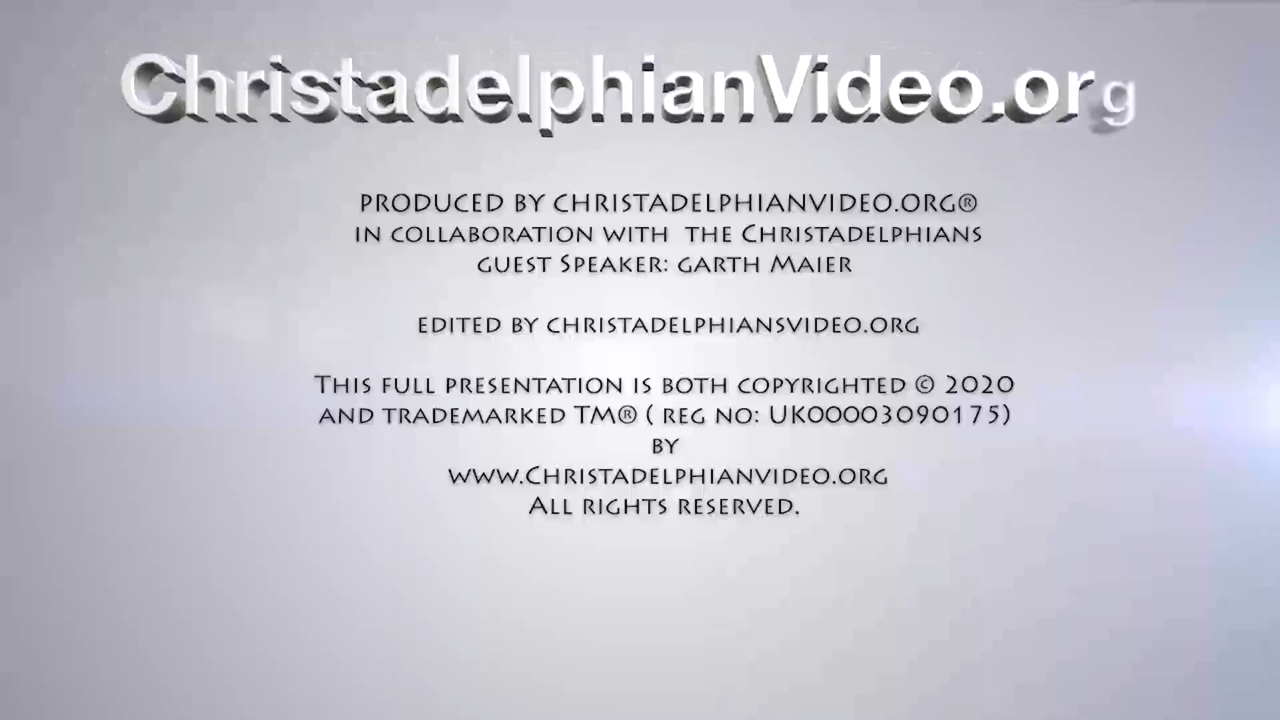 ChristadelphianVideo.org
PRODUCED BY CHRISTADELPHIANVIDEO.ORG®
IN COLLABORATION WITH THE CHRISTADELPHIANS
GUEST SPEAKER: GARTH MAIER
EDITED BY CHRISTADELPHIANSVIDEO.ORG
THIS FULL PRESENTATION IS BOTH COPYRIGHTED © 2020
AND TRADEMARKED TM® ( REG NO: UK00003090175)
BY
WWW.CHRISTADELPHIANVIDEO.ORG
ALL RIGHTS RESERVED.